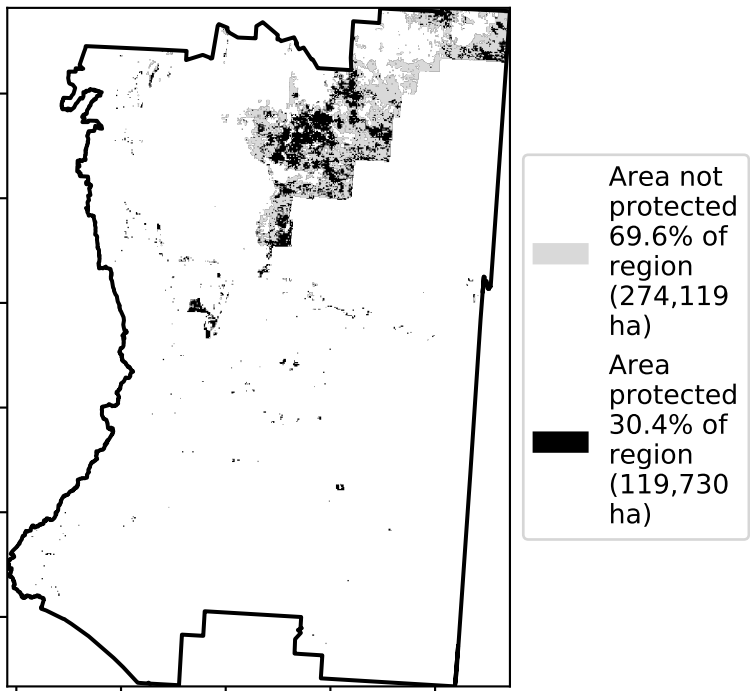 Area not
protected
69.6% of
region
(274,119
ha)
Area
protected
30.4% of
region
(119,730
ha)